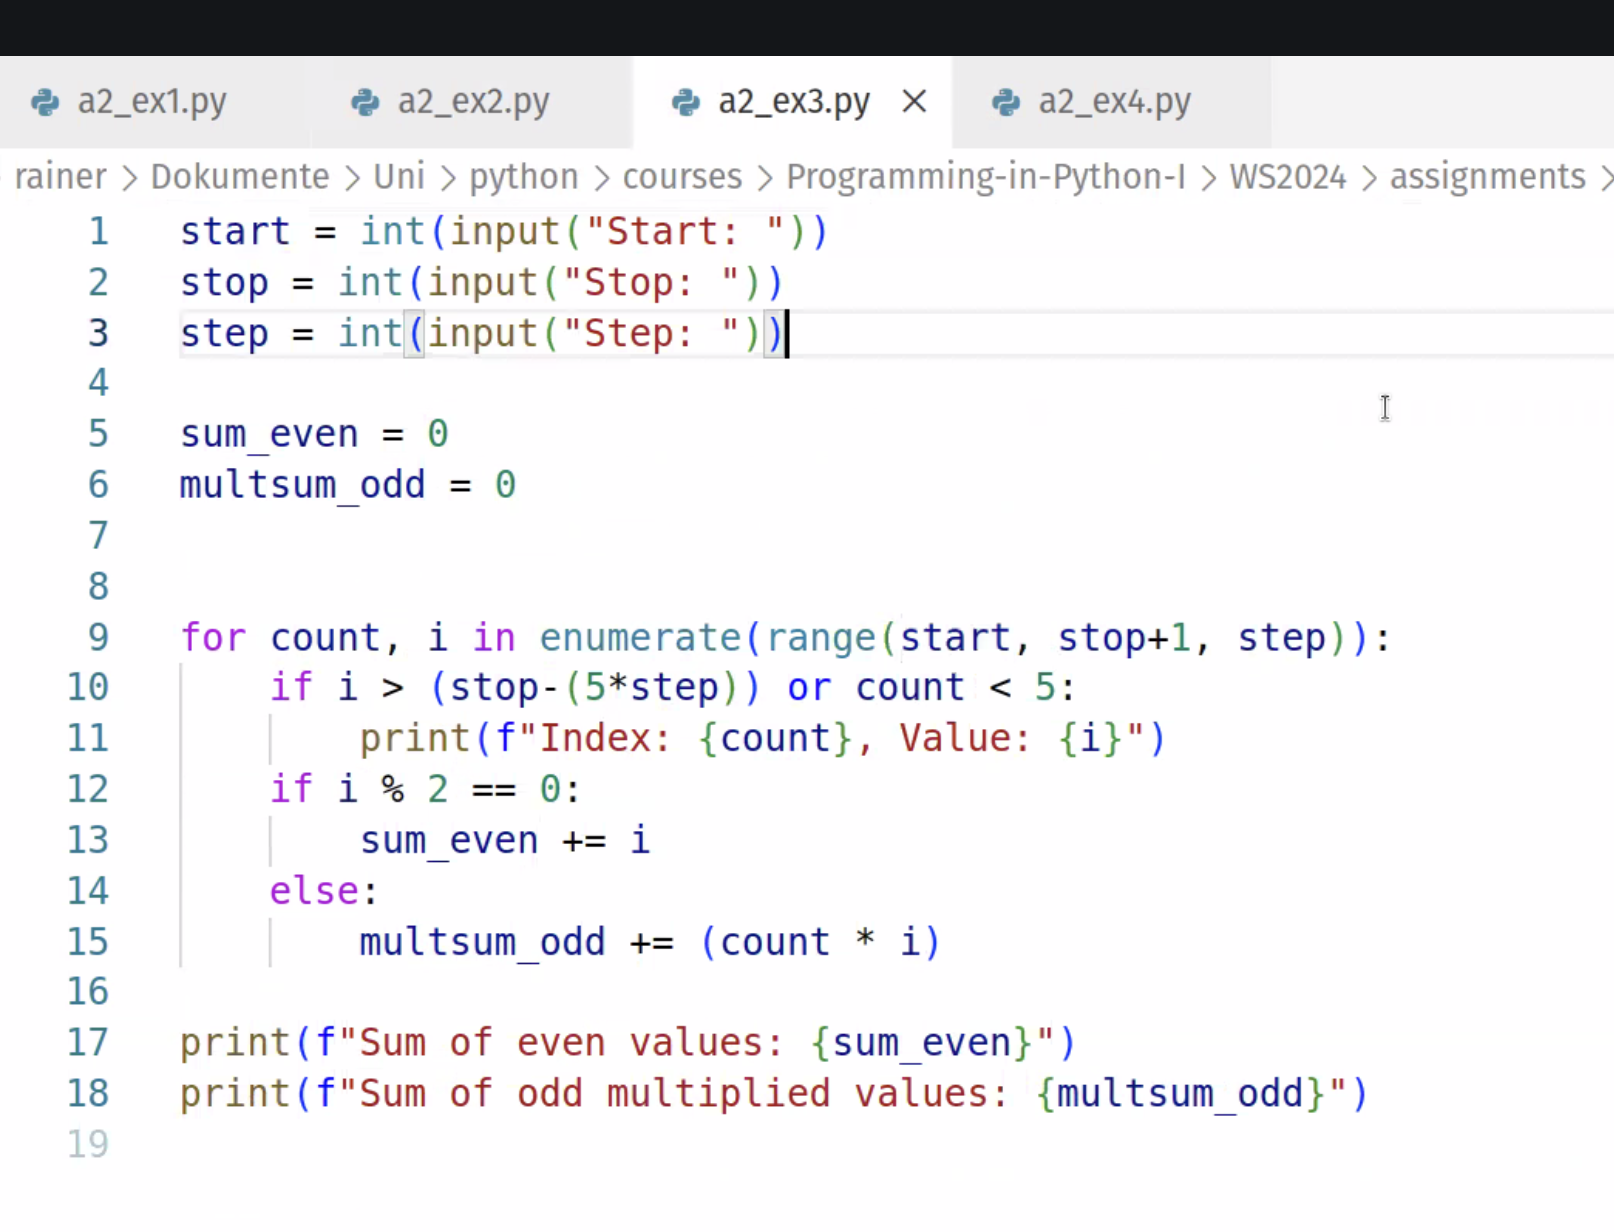 a2_ex1.py a2_ex2.py a2_ex3.py × a2_ex4.py
rainer > Dokumente > Uni > python > courses > Programming-in-Python-I > WS2024 > assignments >
1 start = int(input("Start: "))
2 stop = int(input("Stop: "))
3 step = int(input("Step: "))
4
5 sum_even = 0
6 multsum_odd = 0
7
8
9 for count, i in enumerate(range(start, stop+1, step)):
10     if i > (stop-(5*step)) or count < 5:
11         print(f"Index: {count}, Value: {i}")
12     if i % 2 == 0:
13         sum_even += i
14     else:
15         multsum_odd += (count * i)
16
17 print(f"Sum of even values: {sum_even}")
18 print(f"Sum of odd multiplied values: {multsum_odd}")
19